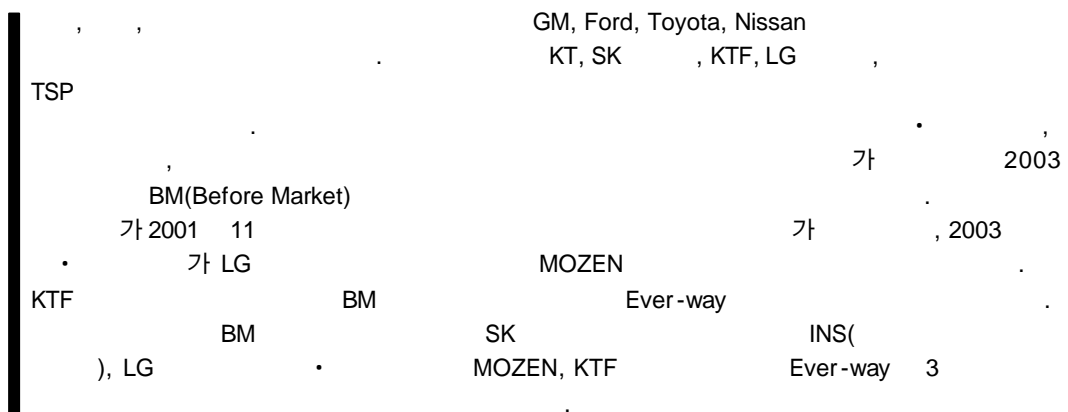 , , GM, Ford, Toyota, Nissan
. KT, SK , KTF, LG ,
TSP
. • ,
, 가 2003
BM(Before Market) .
가 2001 11 가 , 2003
• 가 LG MOZEN .
KTF BM Ever-way .
BM SK INS(
), LG • MOZEN, KTF Ever-way 3
.